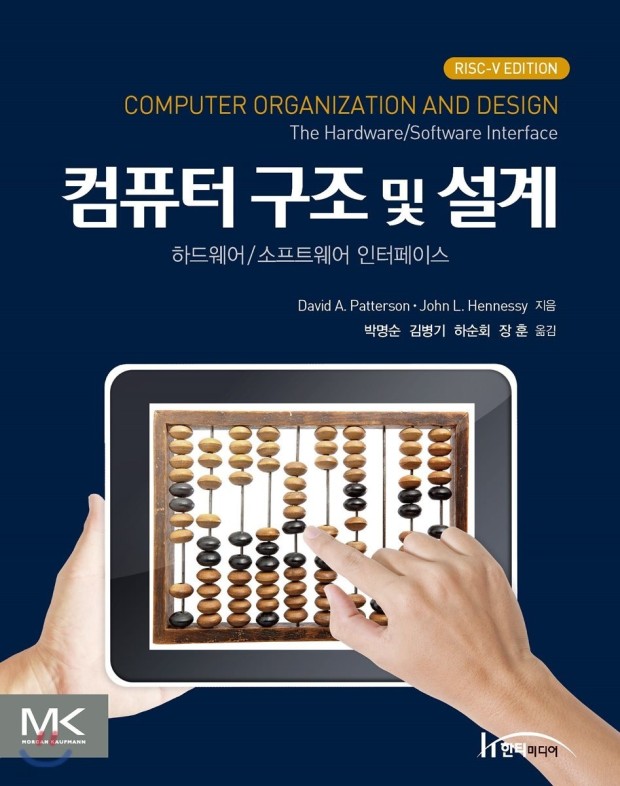 RISC-V EDITION
COMPUTER ORGANIZATION AND DESIGN
The Hardware/Software Interface
컴퓨터 구조 및 설계
하드웨어/소프트웨어 인터페이스
David A. Patterson · John L. Hennessy 지음
박명순 김병기 하순회 장 훈 옮김
MK
MORGAN KAUFMANN
한티미디어